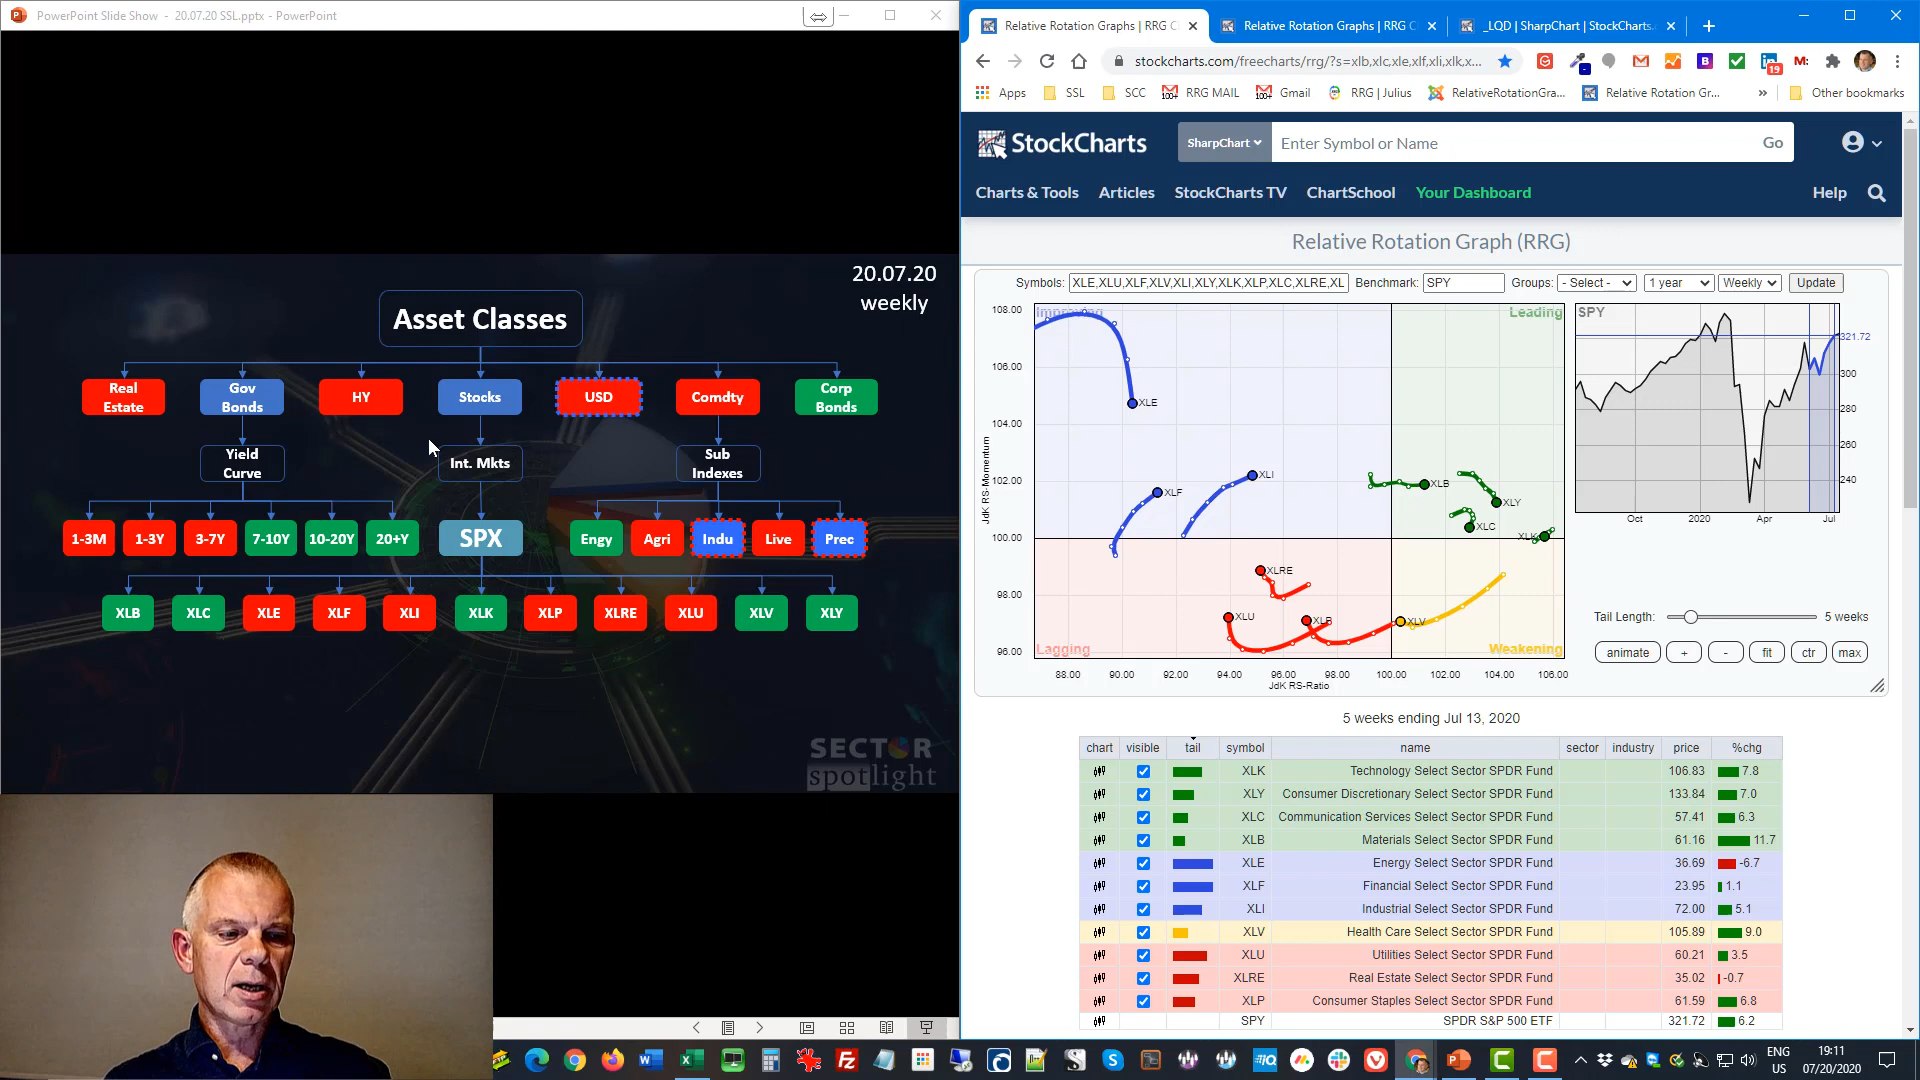 PowerPoint Slide Show - 20.07.20 SSL.pptx - PowerPoint
20.07.20
weekly
Asset Classes
Real Estate
Gov Bonds
HY
Stocks
USD
Comdty
Corp Bonds
Yield Curve
Int. Mkts
Sub Indexes
1-3M 1-3Y 3-7Y 7-10Y 10-20Y 20+Y SPX Engy Agri Indu Live Prec
XLB XLC XLE XLF XLI XLK XLP XLRE XLU XLV XLY
SECTOR
spotlight
Relative Rotation Graphs | RRG C
Relative Rotation Graphs | RRG C
_LQD | SharpChart | StockCharts.
stockcharts.com/freecharts/rrg/?s=xlb,xlc,xle,xlf,xli,xlk,x...
Apps SSL SCC RRG MAIL Gmail RRG | Julius RelativeRotationGra... Relative Rotation Gr... » Other bookmarks
StockCharts
SharpChart Enter Symbol or Name Go
Charts & Tools Articles StockCharts TV ChartSchool Your Dashboard Help
Relative Rotation Graph (RRG)
Symbols: XLE,XLU,XLF,XLV,XLI,XLY,XLK,XLP,XLC,XLRE,XL Benchmark: SPY Groups: - Select - 1 year Weekly Update
Improving
Leading
Lagging
Weakening
108.00
106.00
104.00
102.00
100.00
98.00
96.00
JdK RS-Momentum
88.00 90.00 92.00 94.00 96.00 98.00 100.00 102.00 104.00 106.00
JdK RS-Ratio
XLE
XLI
XLF
XLB
XLY
XLC
XLRE
XLU
XLV
SPY
321.72
300
280
260
240
Oct 2020 Apr Jul
Tail Length: 5 weeks
animate + - fit ctr max
5 weeks ending Jul 13, 2020
chart visible tail symbol name sector industry price %chg
XLK Technology Select Sector SPDR Fund 106.83 7.8
XLY Consumer Discretionary Select Sector SPDR Fund 133.84 7.0
XLC Communication Services Select Sector SPDR Fund 57.41 6.3
XLB Materials Select Sector SPDR Fund 61.16 11.7
XLE Energy Select Sector SPDR Fund 36.69 -6.7
XLF Financial Select Sector SPDR Fund 23.95 1.1
XLI Industrial Select Sector SPDR Fund 72.00 5.1
XLV Health Care Select Sector SPDR Fund 105.89 9.0
XLU Utilities Select Sector SPDR Fund 60.21 3.5
XLRE Real Estate Select Sector SPDR Fund 35.02 -0.7
XLP Consumer Staples Select Sector SPDR Fund 61.59 6.8
SPY SPDR S&P 500 ETF 321.72 6.2
ENG
US
19:11
07/20/2020